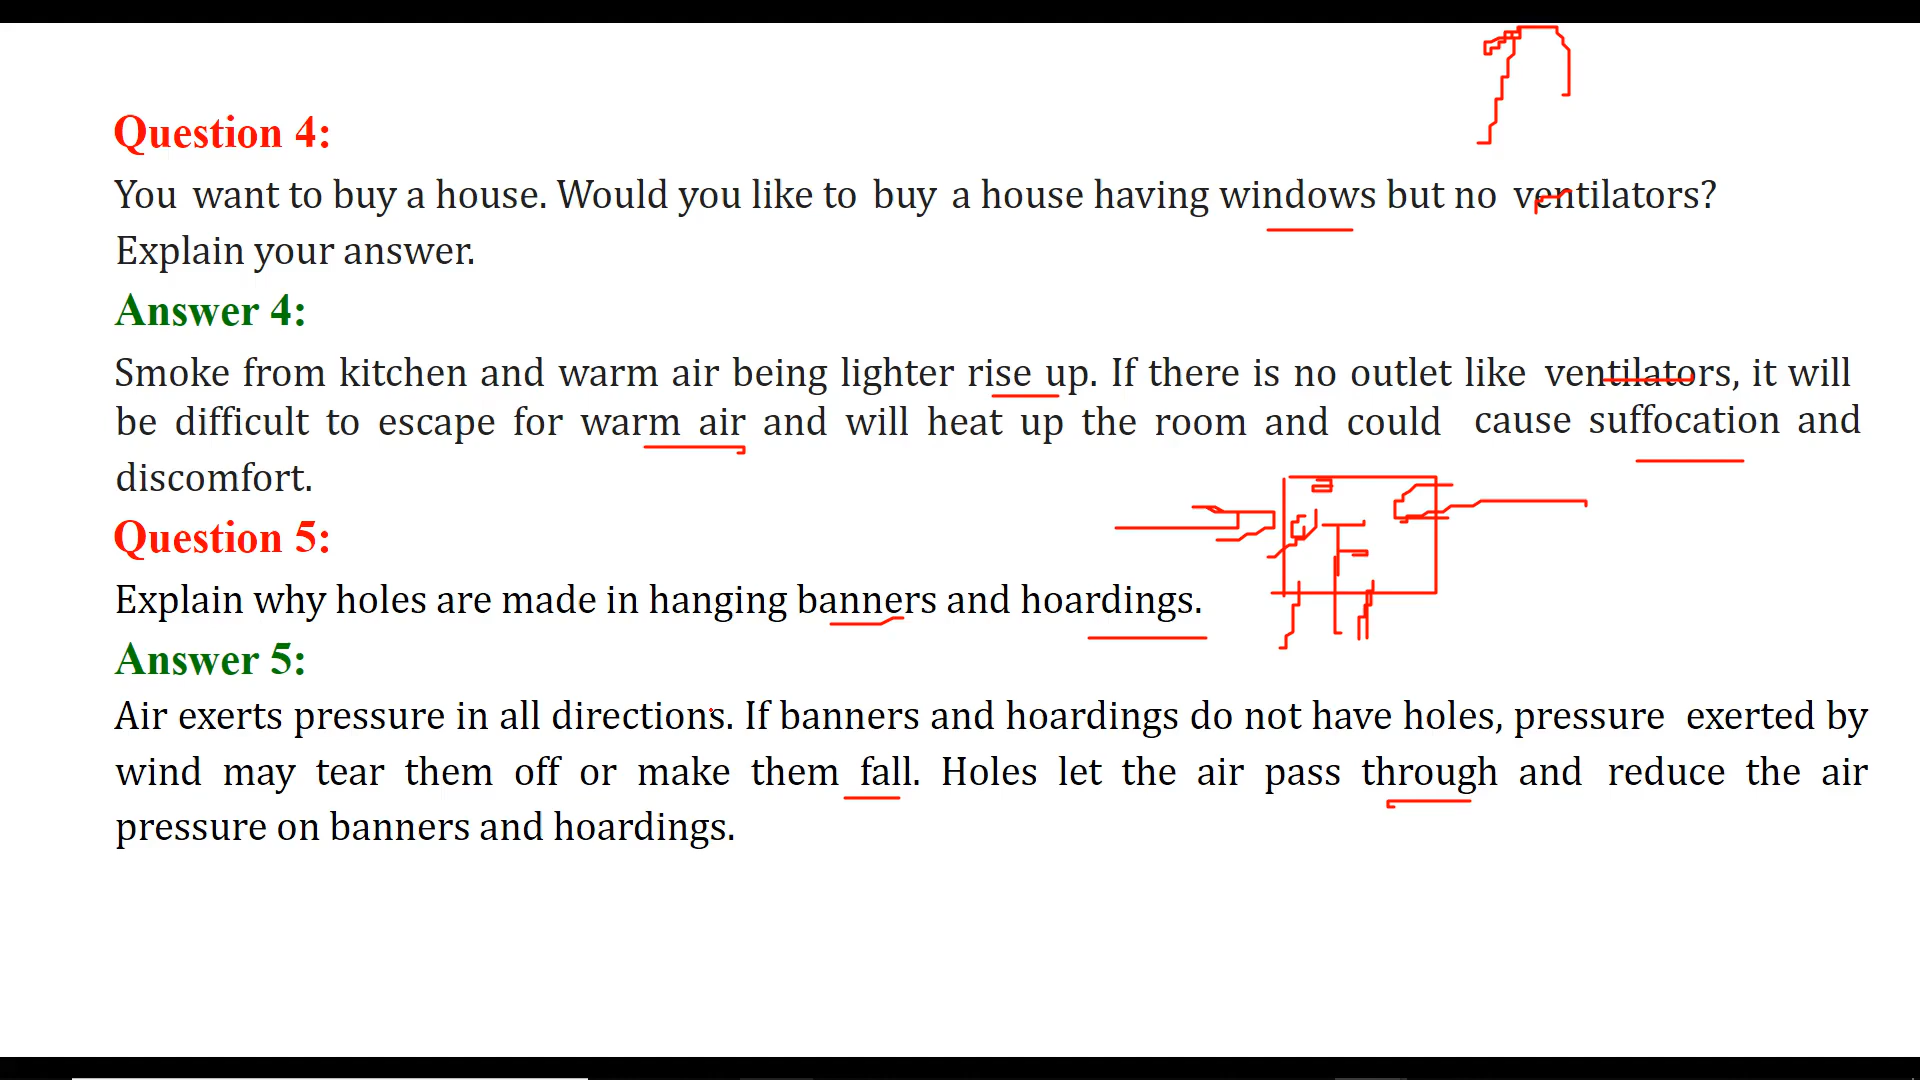 Question 4:
You want to buy a house. Would you like to buy a house having windows but no ventilators?
Explain your answer.
Answer 4:
Smoke from kitchen and warm air being lighter rise up. If there is no outlet like ventilators, it will
be difficult to escape for warm air and will heat up the room and could cause suffocation and
discomfort.
Question 5:
Explain why holes are made in hanging banners and hoardings.
Answer 5:
Air exerts pressure in all directions. If banners and hoardings do not have holes, pressure exerted by
wind may tear them off or make them fall. Holes let the air pass through and reduce the air
pressure on banners and hoardings.